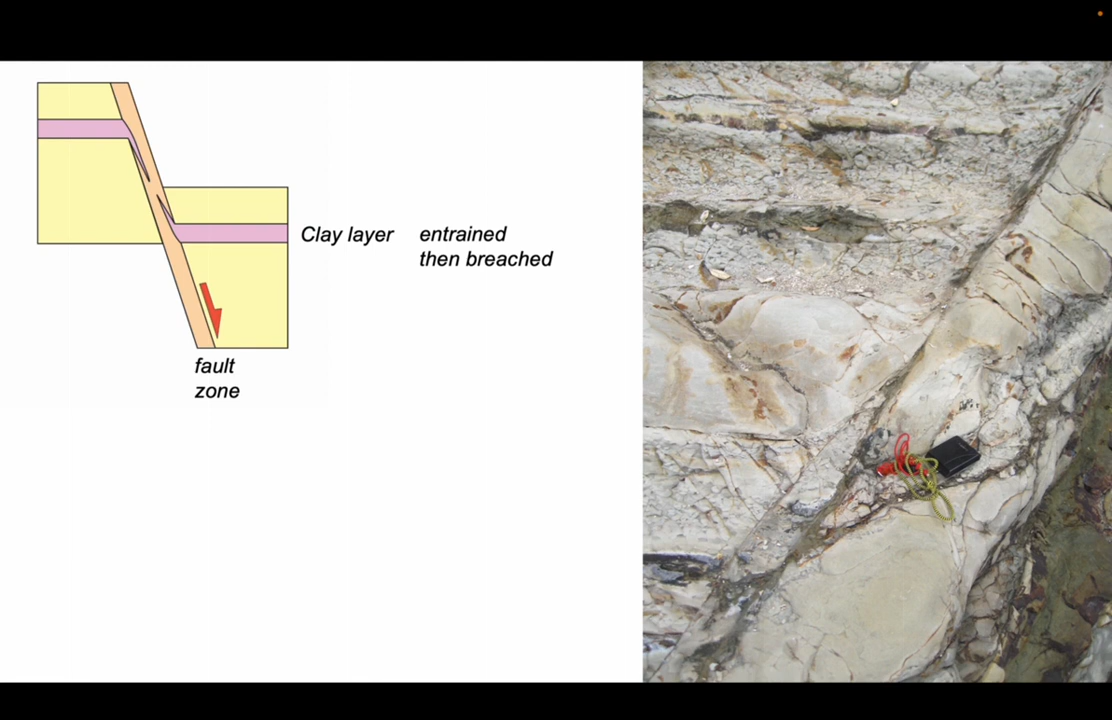 Clay layer
entrained
then breached
fault
zone